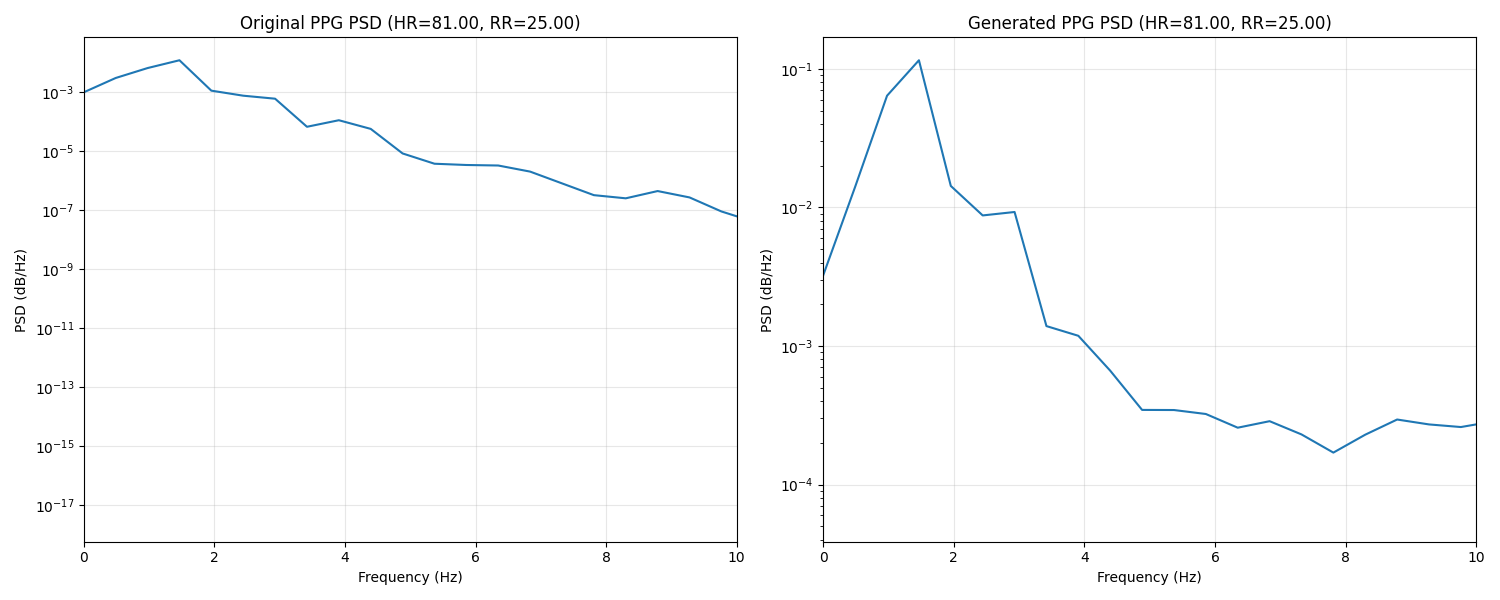 Original PPG PSD (HR=81.00, RR=25.00)
PSD (dB/Hz)
10⁻³
10⁻⁵
10⁻⁷
10⁻⁹
10⁻¹¹
10⁻¹³
10⁻¹⁵
10⁻¹⁷
0 2 4 6 8 10
Frequency (Hz)
Generated PPG PSD (HR=81.00, RR=25.00)
PSD (dB/Hz)
10⁻¹
10⁻²
10⁻³
10⁻⁴
0 2 4 6 8 10
Frequency (Hz)